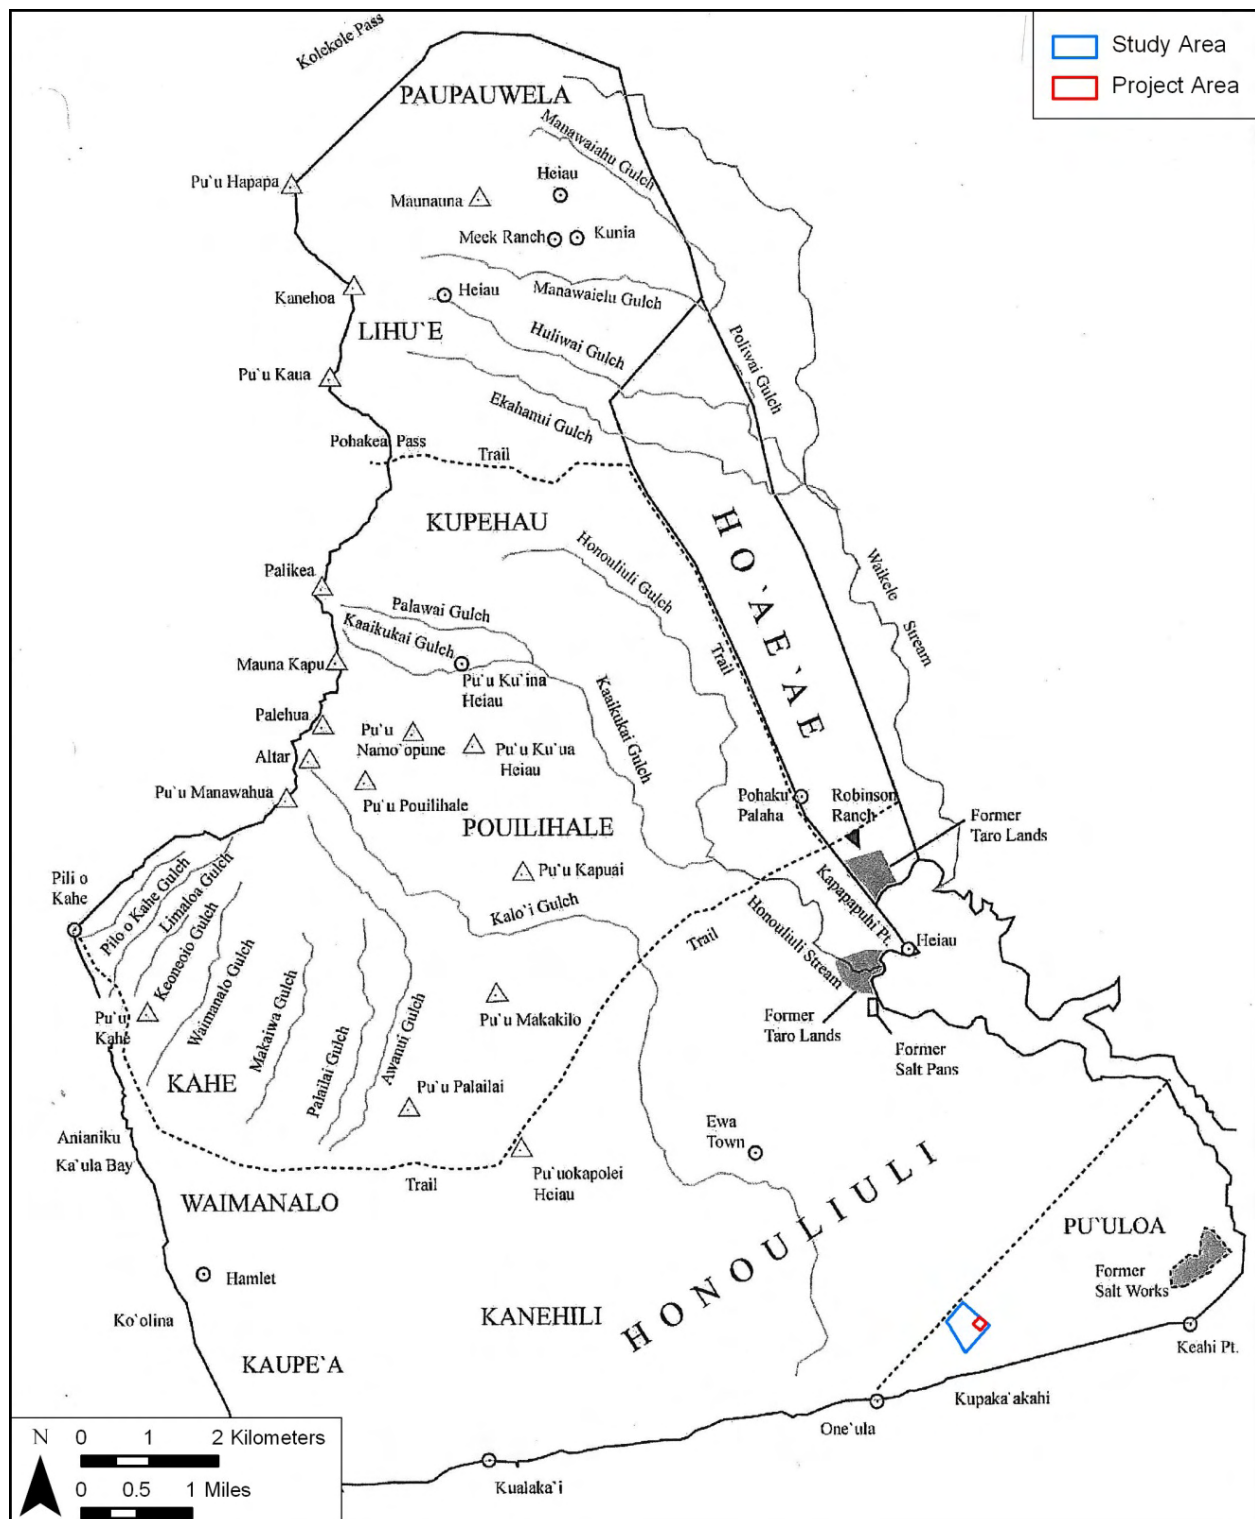 Kolekole Pass
Study Area
Project Area
PAUPAUWELA
Manawaiahu Gulch
Pu`u Hapapa
Heiau
Maunauna
Meek Ranch
Kunia
Kanehoa
Heiau
Manawaielu Gulch
LIHU`E
Huliwai Gulch
Poliwai Gulch
Pu`u Kaua
Ekahanui Gulch
Pohakea Pass
Trail
KUPEHAU
HO`AE`AE
Honouliuli Gulch
Waikele Stream
Palikea
Palawai Gulch
Kaaikukai Gulch
Trail
Mauna Kapu
Pu`u Ku`ina
Heiau
Kaaikukai Gulch
Palehua
Pu`u
Namo`opune
Altar
Pu`u Ku`ua
Heiau
Pu`u Manawahua
Pu`u Pouilihale
Pohaku
Palaha
Robinson
Ranch
Former
Taro Lands
POUILIHALE
Pili o
Kahe
Pu`u Kapuai
Kapapapuhi Pt.
Pilo o Kahe Gulch
Limaloa Gulch
Keoneoio Gulch
Waimanalo Gulch
Kalo`i Gulch
Trail
Honouliuli Stream
Heiau
Makaiwa Gulch
Palailai Gulch
Awanui Gulch
Pu`u
Kahe
Pu`u Makakilo
Former
Taro Lands
Former
Salt Pans
KAHE
Pu`u Palailai
Anianiku
Ka`ula Bay
Ewa
Town
Trail
Pu`uokapolei
Heiau
WAIMANALO
HONOULIULI
PU`ULOA
Hamlet
Former
Salt Works
Ko`olina
KANEHILI
Keahi Pt.
KAUPE`A
Kupaka`akahi
One`ula
Kualaka`i
N
0 1 2 Kilometers
0 0.5 1 Miles